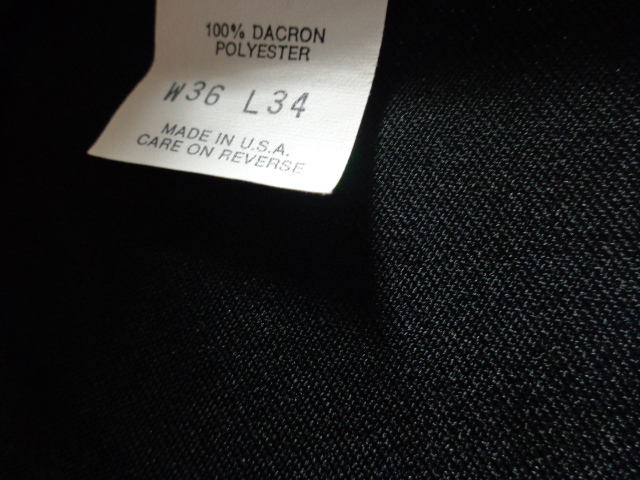 100% DACRON
POLYESTER
W36 L34
MADE IN U.S.A.
CARE ON REVERSE